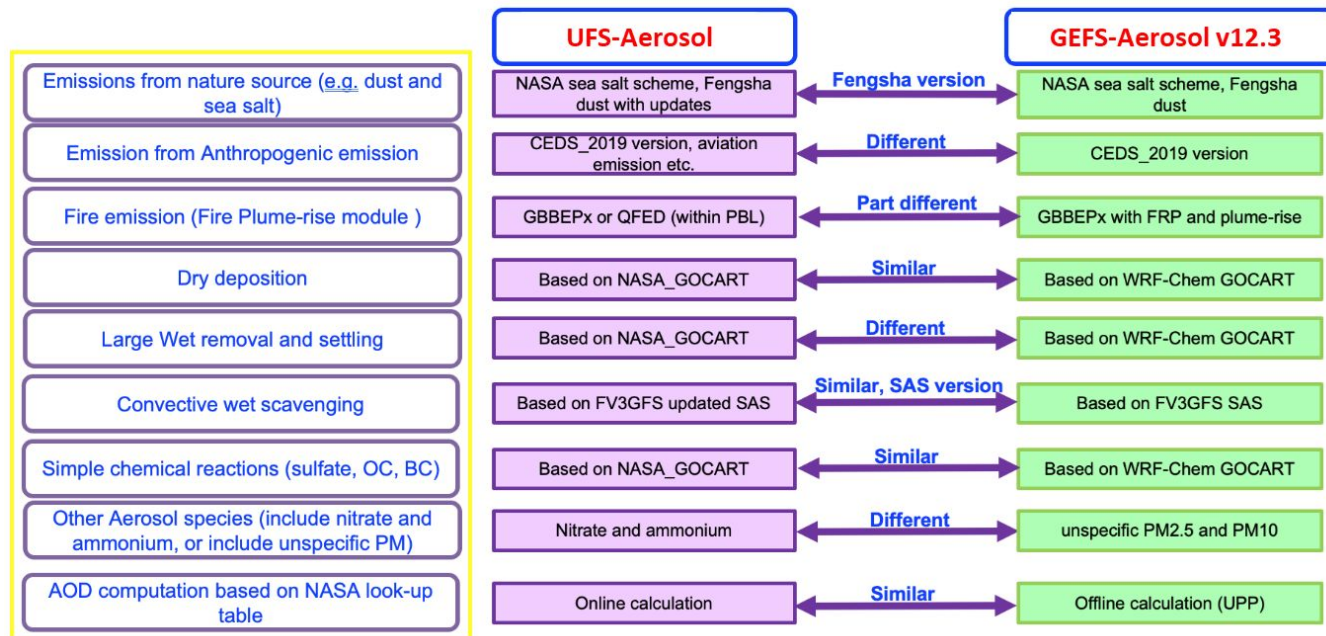 UFS-Aerosol
GEFS-Aerosol v12.3
Emissions from nature source (e.g. dust and
sea salt)
NASA sea salt scheme, Fengsha
dust with updates
Fengsha version
NASA sea salt scheme, Fengsha
dust
Emission from Anthropogenic emission
CEDS_2019 version, aviation
emission etc.
Different
CEDS_2019 version
Fire emission (Fire Plume-rise module )
GBBEPx or QFED (within PBL)
Part different
GBBEPx with FRP and plume-rise
Dry deposition
Based on NASA_GOCART
Similar
Based on WRF-Chem GOCART
Large Wet removal and settling
Based on NASA_GOCART
Different
Based on WRF-Chem GOCART
Convective wet scavenging
Based on FV3GFS updated SAS
Similar, SAS version
Based on FV3GFS SAS
Simple chemical reactions (sulfate, OC, BC)
Based on NASA_GOCART
Similar
Based on WRF-Chem GOCART
Other Aerosol species (include nitrate and
ammonium, or include unspecific PM)
Nitrate and ammonium
Different
unspecific PM2.5 and PM10
AOD computation based on NASA look-up
table
Online calculation
Similar
Offline calculation (UPP)